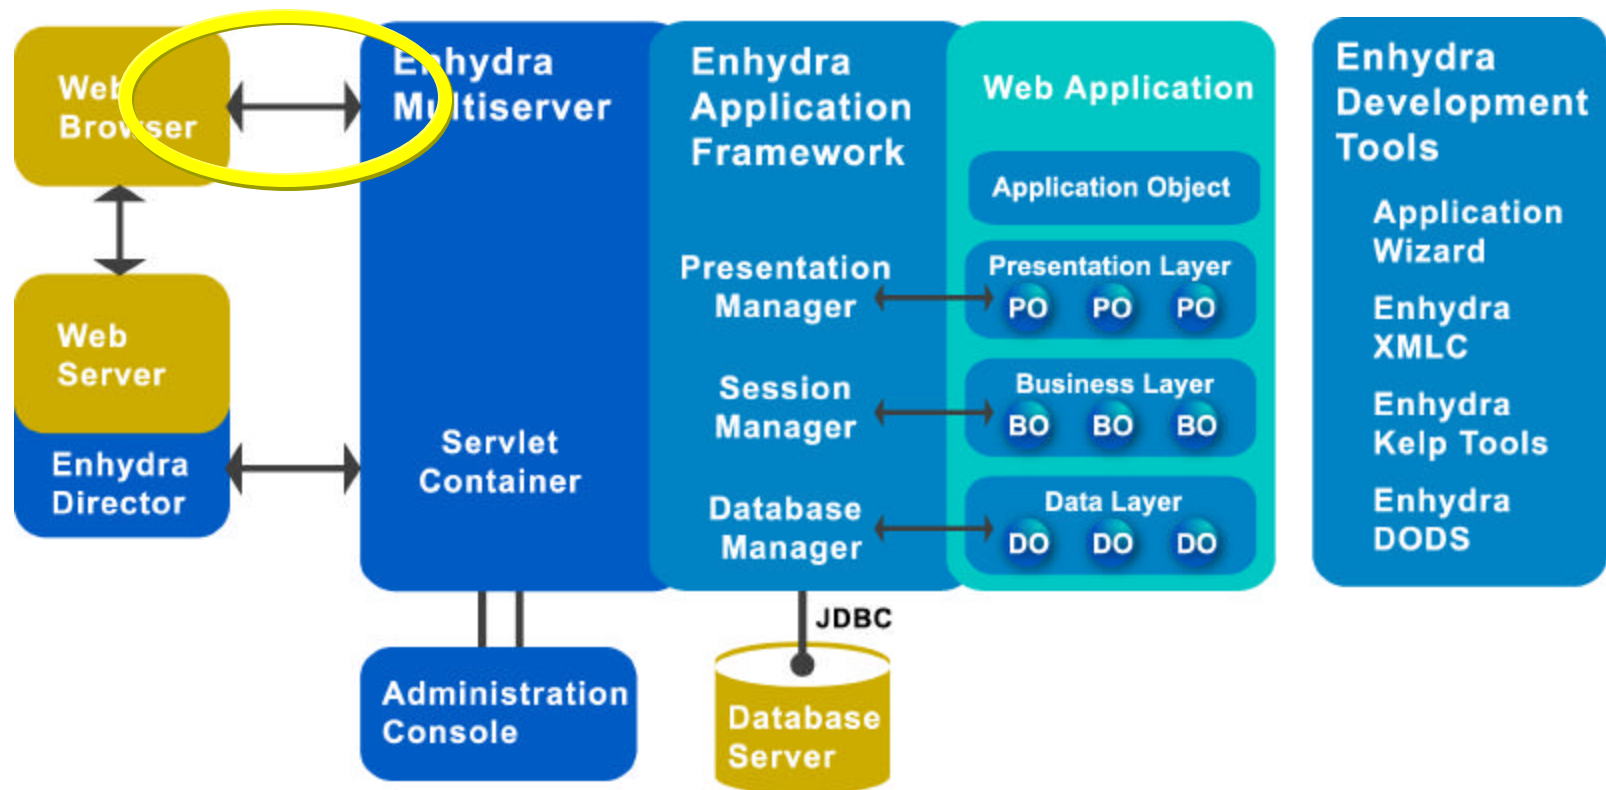 Web
Browser
Web
Server
Enhydra
Director
Enhydra
Multiserver
Servlet
Container
Administration
Console
Enhydra
Application
Framework
Presentation
Manager
Session
Manager
Database
Manager
JDBC
Database
Server
Web Application
Application Object
Presentation Layer
PO PO PO
Business Layer
BO BO BO
Data Layer
DO DO DO
Enhydra
Development
Tools
Application
Wizard
Enhydra
XMLC
Enhydra
Kelp Tools
Enhydra
DODS